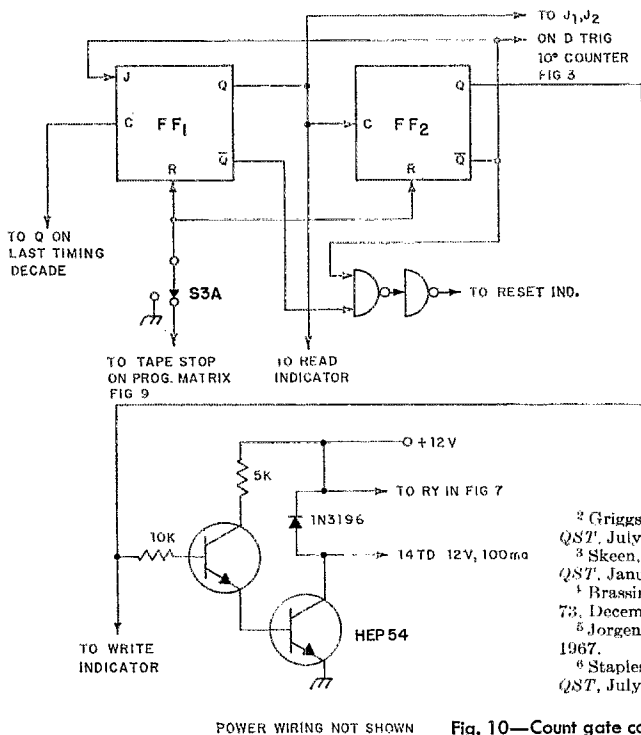 TO J₁,J₂
ON D TRIG
10° COUNTER
FIG 3
J
Q
C
FF₁
Q̅
R
Q
C
FF₂
Q̅
R
TO Q ON
LAST TIMING
DECADE
S3A
TO RESET IND.
TO TAPE STOP
ON PROG. MATRIX
FIG 9
TO READ
INDICATOR
+12V
5K
TO RY IN FIG 7
1N3196
10K
14TD 12V, 100ma
HEP 54
TO WRITE
INDICATOR
² Griggs
QST, July
³ Skeen,
QST, Janu
⁴ Brassin
73, Decem
⁵ Jorgen
1967.
⁶ Staples
QST, July
POWER WIRING NOT SHOWN
Fig. 10—Count gate co